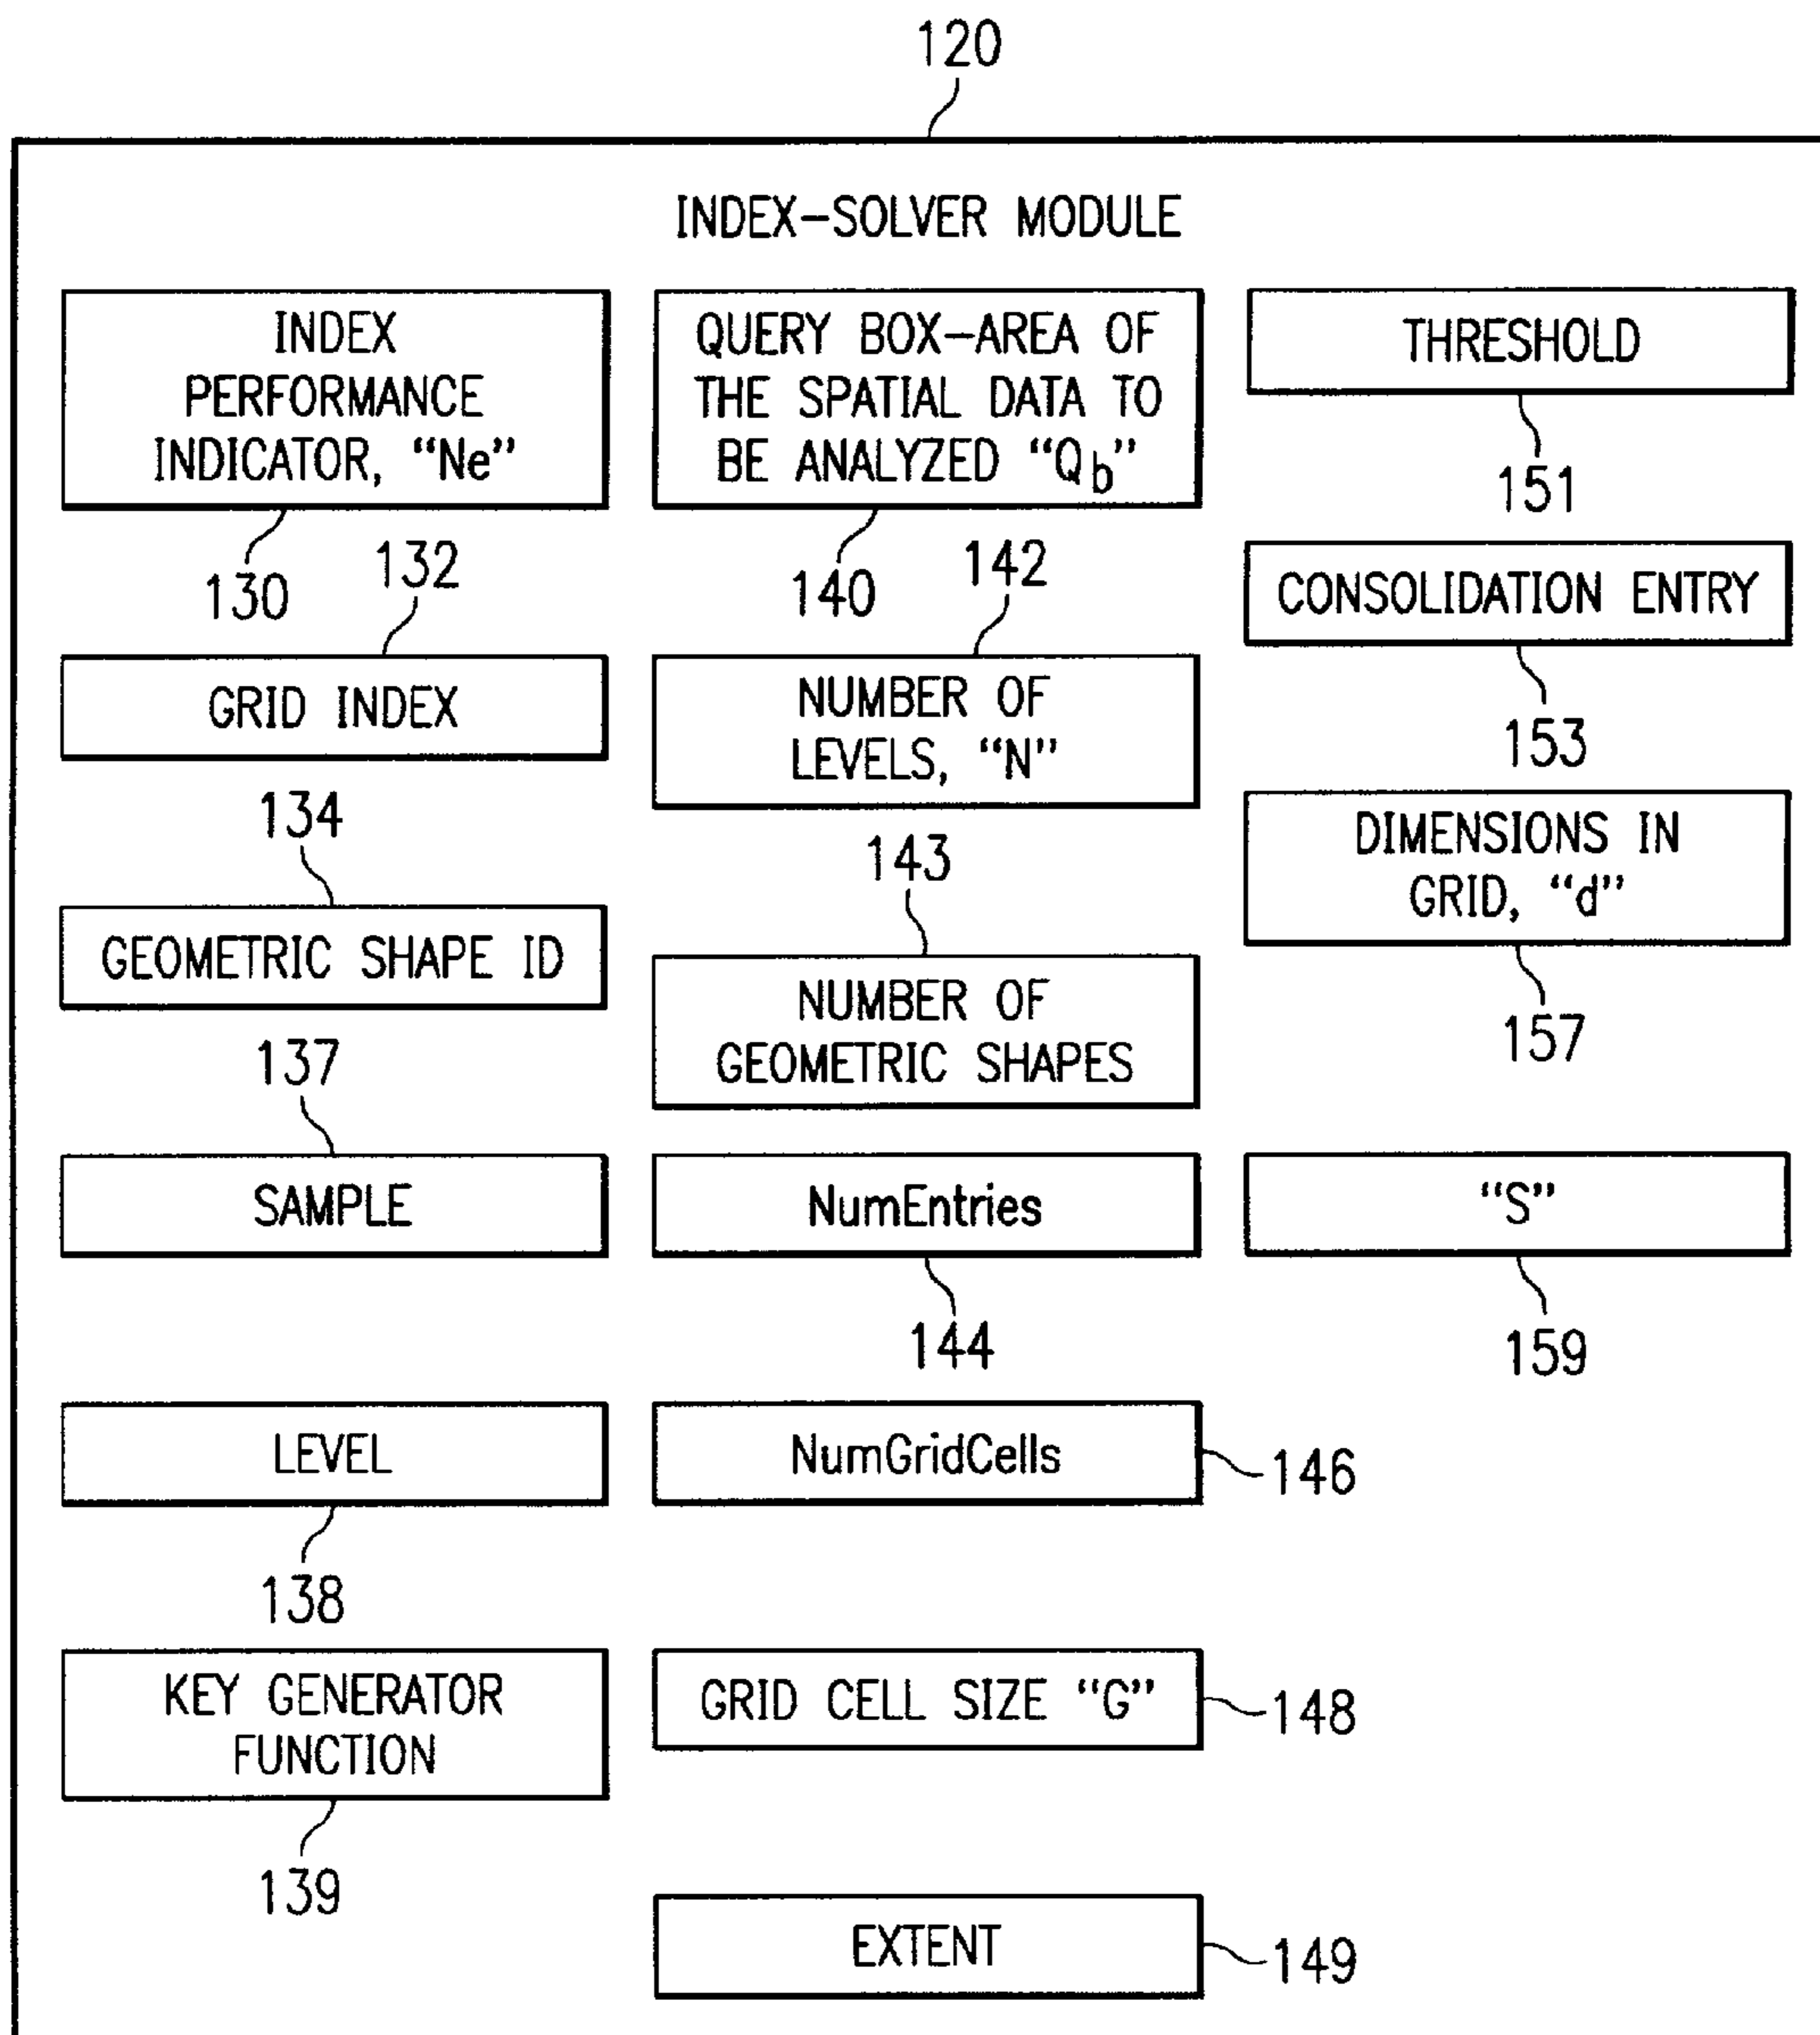 120
INDEX-SOLVER MODULE
INDEX
PERFORMANCE
INDICATOR, “Ne”
130
132
GRID INDEX
134
GEOMETRIC SHAPE ID
137
SAMPLE
LEVEL
138
KEY GENERATOR
FUNCTION
139
QUERY BOX-AREA OF
THE SPATIAL DATA TO
BE ANALYZED “Qb”
140
142
NUMBER OF
LEVELS, “N”
143
NUMBER OF
GEOMETRIC SHAPES
NumEntries
144
NumGridCells
146
GRID CELL SIZE “G”
148
EXTENT
149
THRESHOLD
151
CONSOLIDATION ENTRY
153
DIMENSIONS IN
GRID, “d”
157
“S”
159